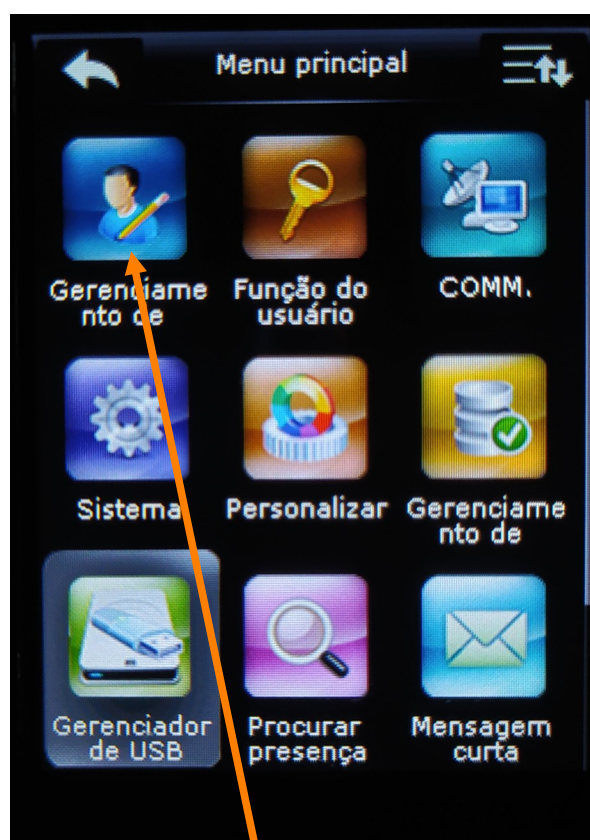 Menu principal
Gerenciame
nto de
Função do
usuário
COMM.
Sistema
Personalizar
Gerenciame
nto de
Gerenciador
de USB
Procurar
presença
Mensagem
curta